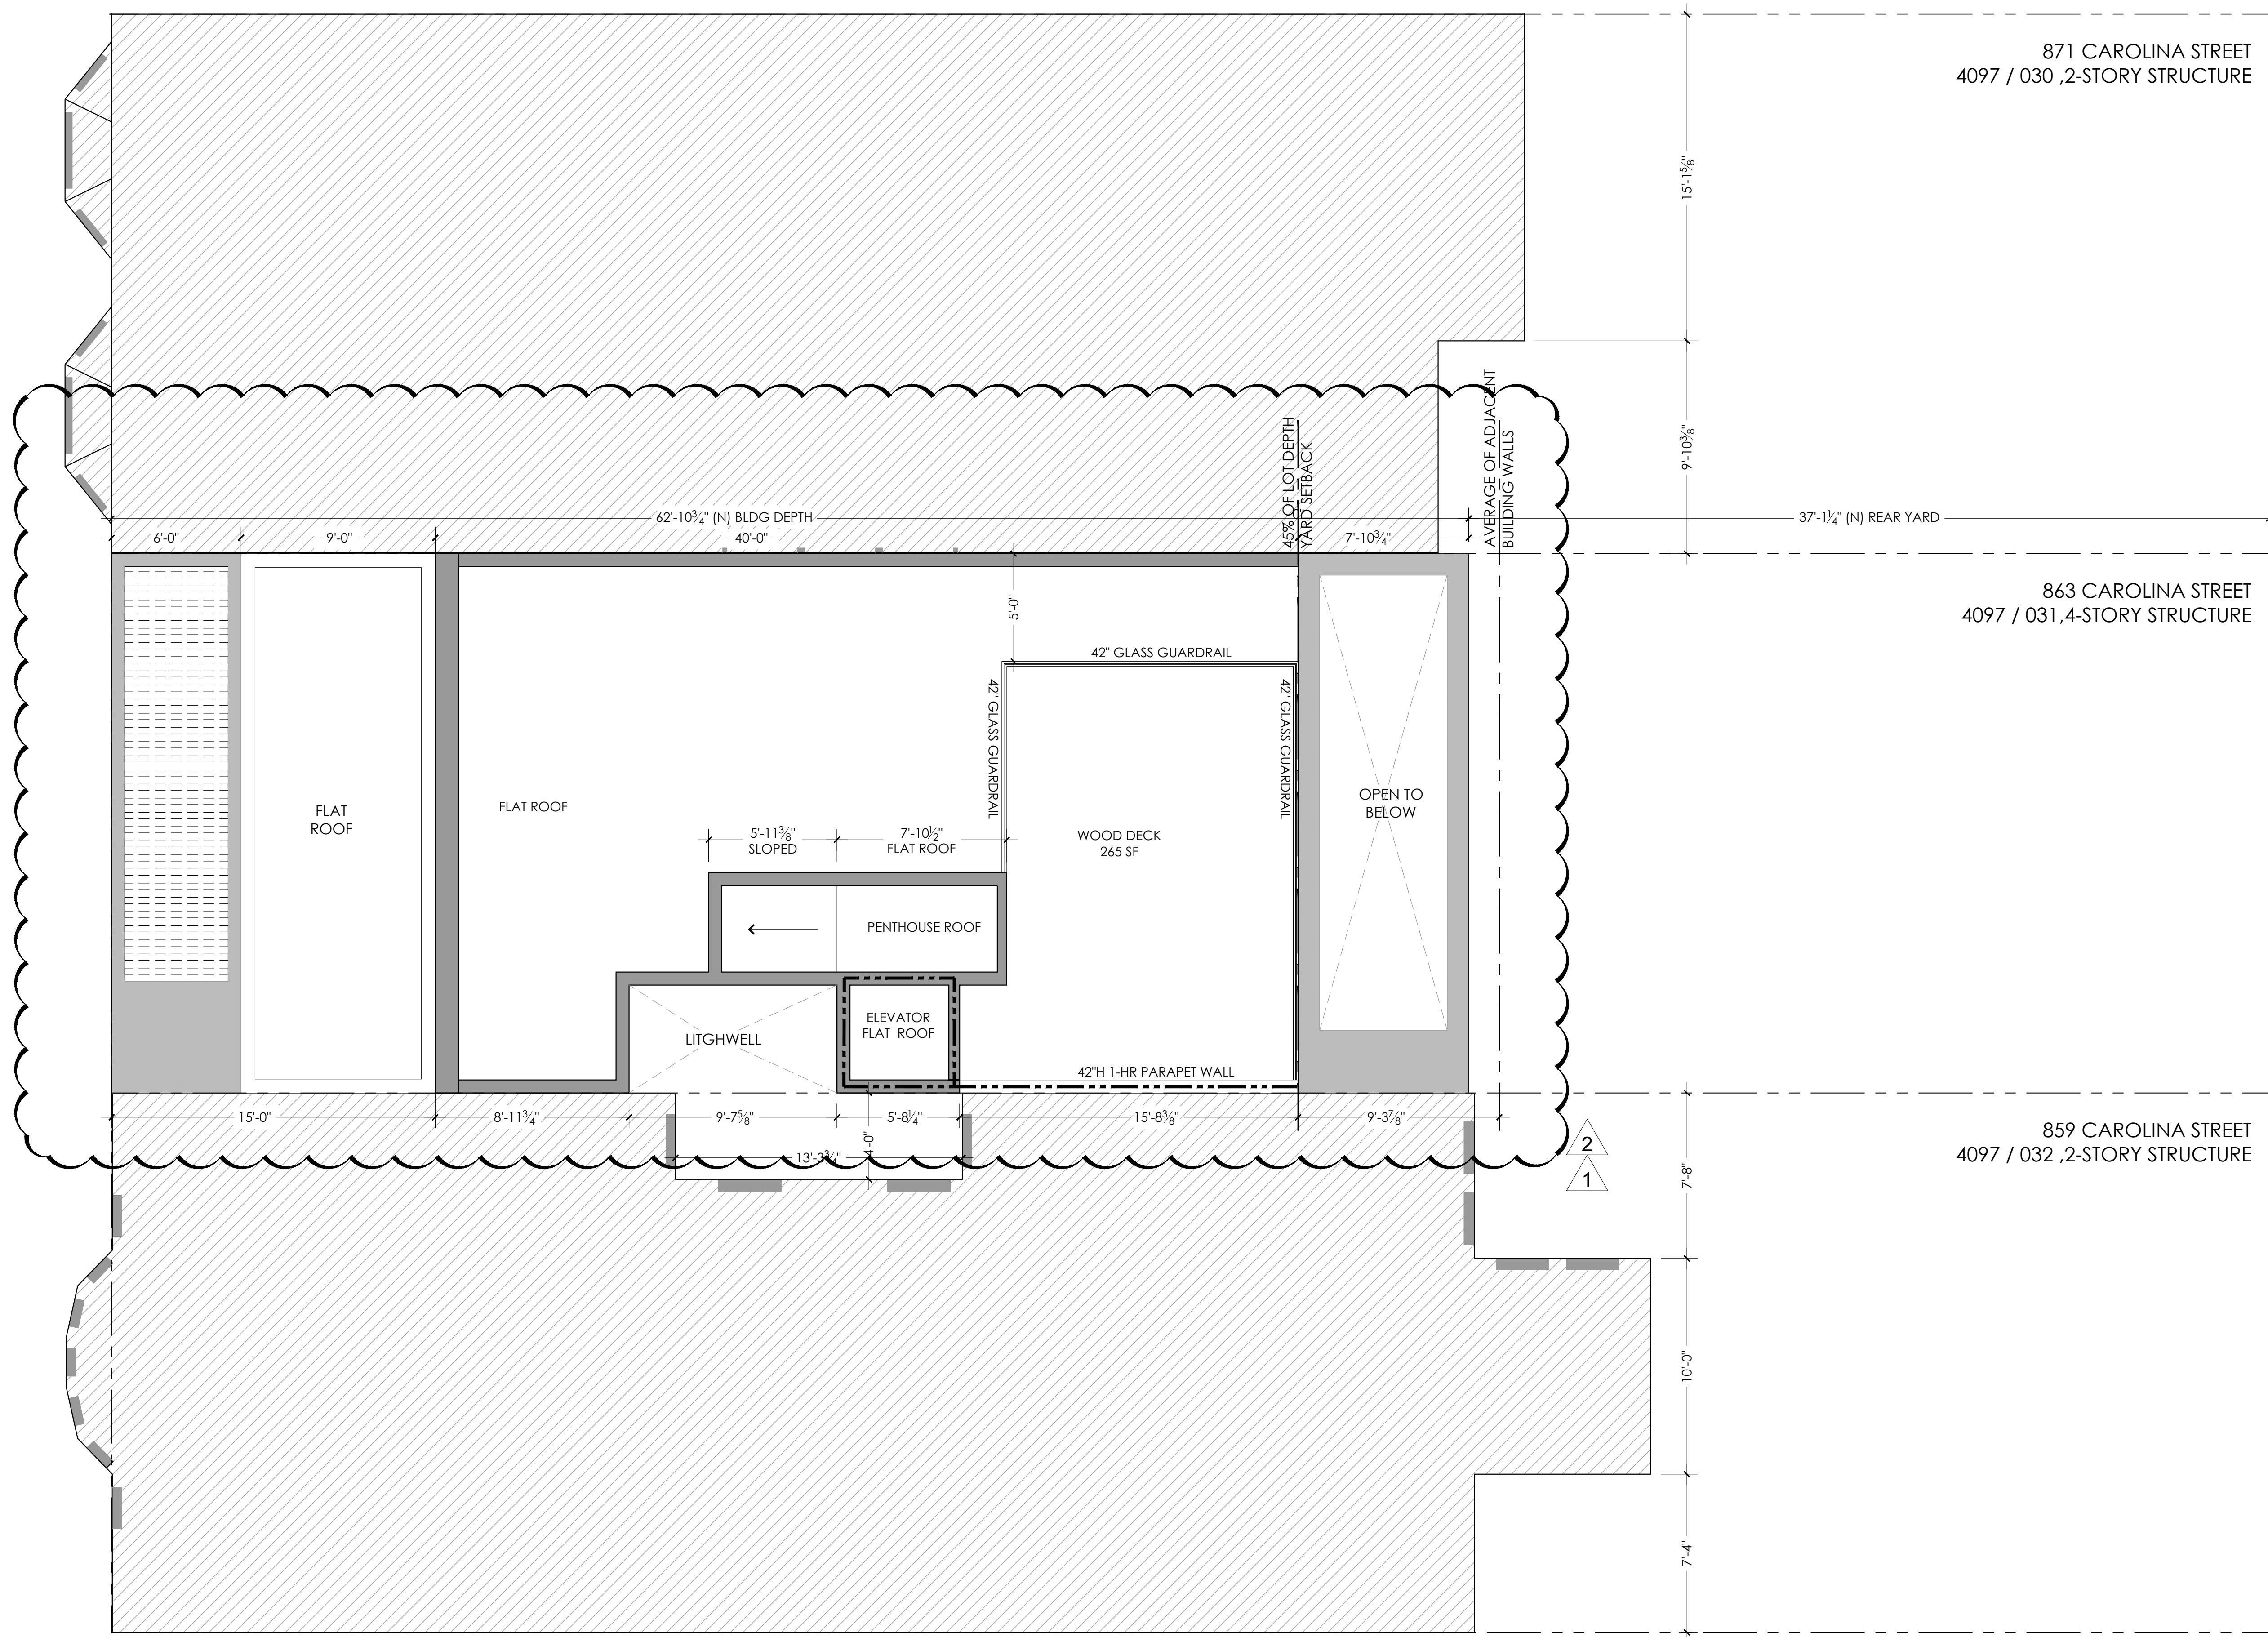 871 CAROLINA STREET
4097 / 030 ,2-STORY STRUCTURE
15'-1⅝"
9'-10⅜"
45% OF LOT DEPTH
YARD SETBACK
AVERAGE OF ADJACENT
BUILDING WALLS
62'-10¾" (N) BLDG DEPTH
37'-1¼" (N) REAR YARD
6'-0"
9'-0"
40'-0"
7'-10¾"
863 CAROLINA STREET
4097 / 031,4-STORY STRUCTURE
5'-0"
42" GLASS GUARDRAIL
42" GLASS GUARDRAIL
42" GLASS GUARDRAIL
FLAT
ROOF
FLAT ROOF
5'-11⅜"
SLOPED
7'-10½"
FLAT ROOF
WOOD DECK
265 SF
OPEN TO
BELOW
PENTHOUSE ROOF
LITGHWELL
ELEVATOR
FLAT ROOF
42"H 1-HR PARAPET WALL
15'-0"
8'-11¾"
9'-7⅝"
5'-8¼"
15'-8⅜"
9'-3⅞"
4'-0"
13'-3¾"
2
1
859 CAROLINA STREET
4097 / 032 ,2-STORY STRUCTURE
7'-8"
10'-0"
7'-4"